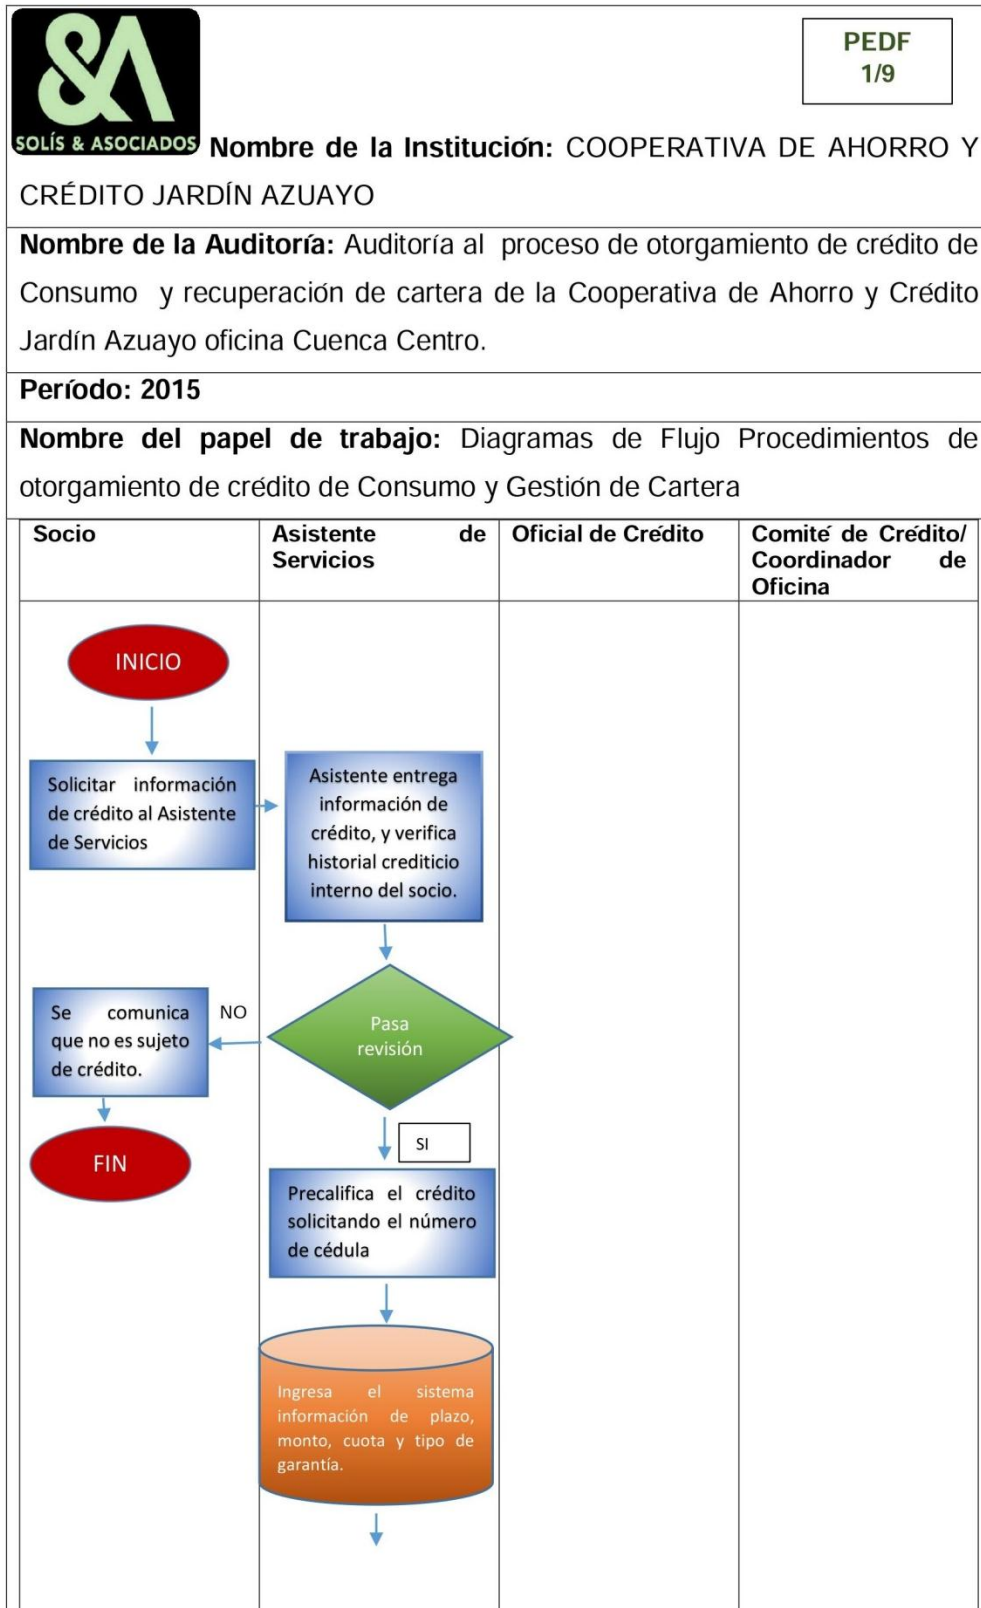 &A
SOLÍS & ASOCIADOS
PEDF
1/9
Nombre de la Institución: COOPERATIVA DE AHORRO Y
CRÉDITO JARDÍN AZUAYO
Nombre de la Auditoría: Auditoría al proceso de otorgamiento de crédito de
Consumo y recuperación de cartera de la Cooperativa de Ahorro y Crédito
Jardín Azuayo oficina Cuenca Centro.
Período: 2015
Nombre del papel de trabajo: Diagramas de Flujo Procedimientos de
otorgamiento de crédito de Consumo y Gestión de Cartera
Socio
Asistente de
Servicios
Oficial de Crédito
Comité de Crédito/
Coordinador de
Oficina
INICIO
Solicitar información
de crédito al Asistente
de Servicios
Asistente entrega
información de
crédito, y verifica
historial crediticio
interno del socio.
Pasa
revisión
NO
Se comunica
que no es sujeto
de crédito.
FIN
SI
Precalifica el crédito
solicitando el número
de cédula
Ingresa el sistema
información de plazo,
monto, cuota y tipo de
garantía.